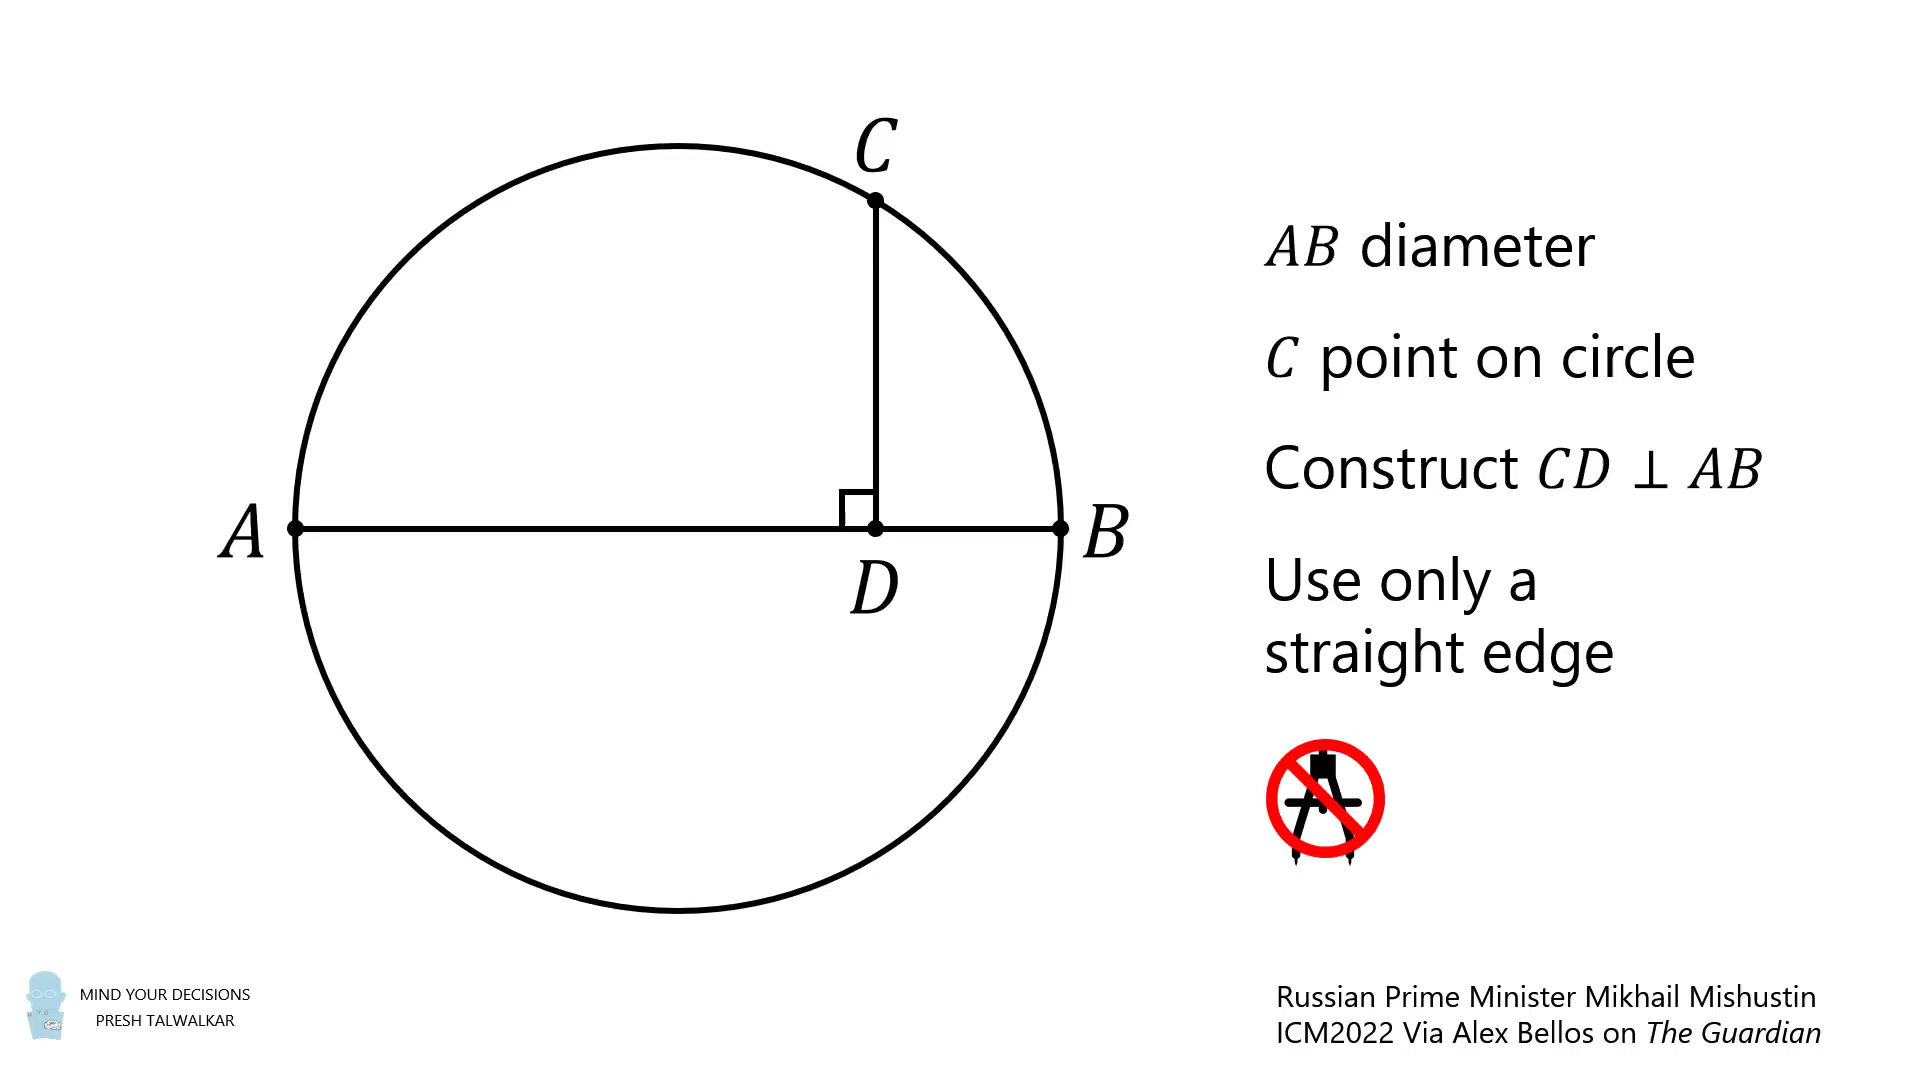 C
A
B
D
AB diameter
C point on circle
Construct CD ⊥ AB
Use only a
straight edge
MIND YOUR DECISIONS
PRESH TALWALKAR
Russian Prime Minister Mikhail Mishustin
ICM2022 Via Alex Bellos on The Guardian